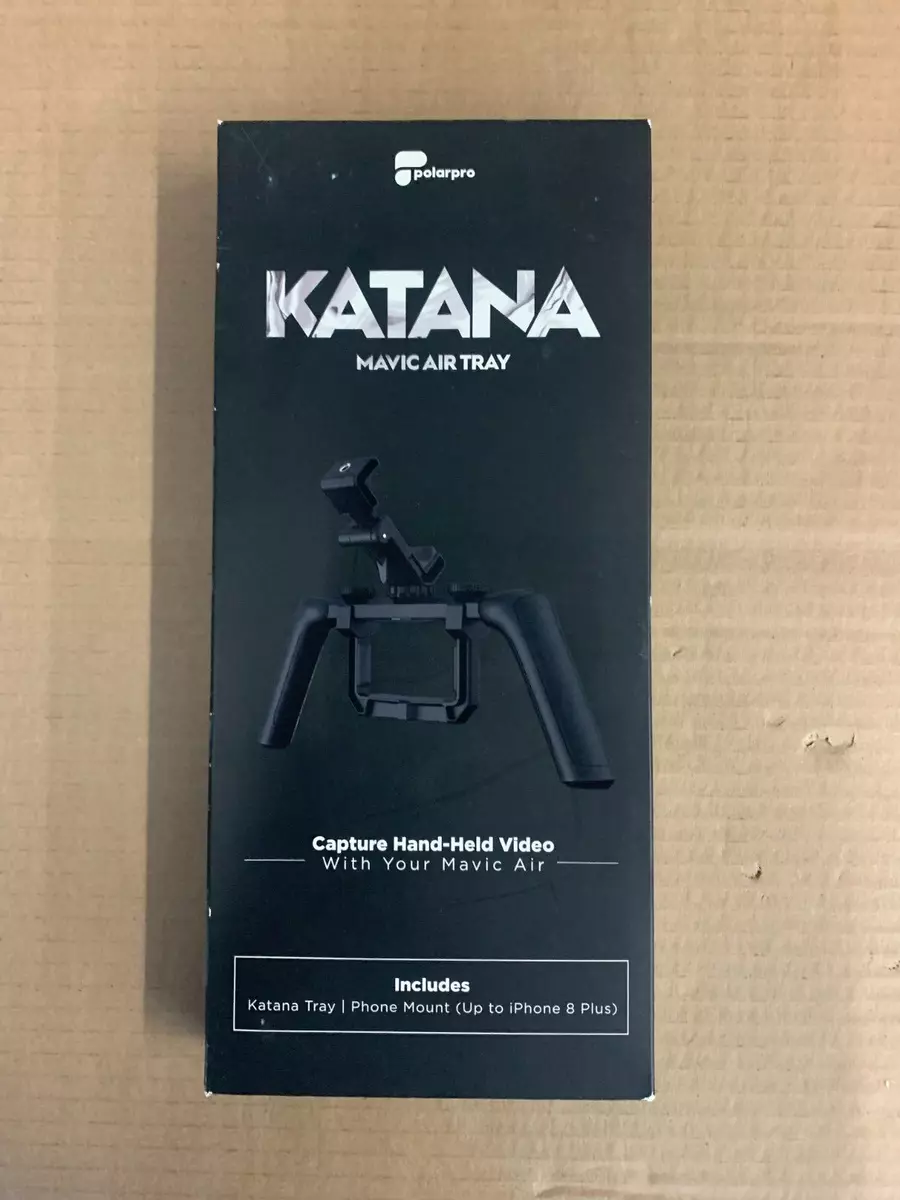 polarpro
KATANA
MAVIC AIR TRAY
Capture Hand-Held Video
With Your Mavic Air
Includes
Katana Tray | Phone Mount (Up to iPhone 8 Plus)